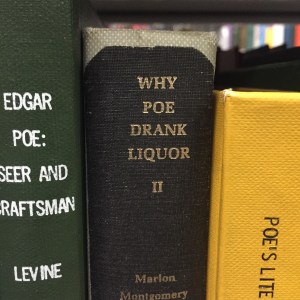 EDGAR
POE:
SEER AND
CRAFTSMAN
LEVINE
WHY
POE
DRANK
LIQUOR
II
Marion
Montgomery
POE'S LITE